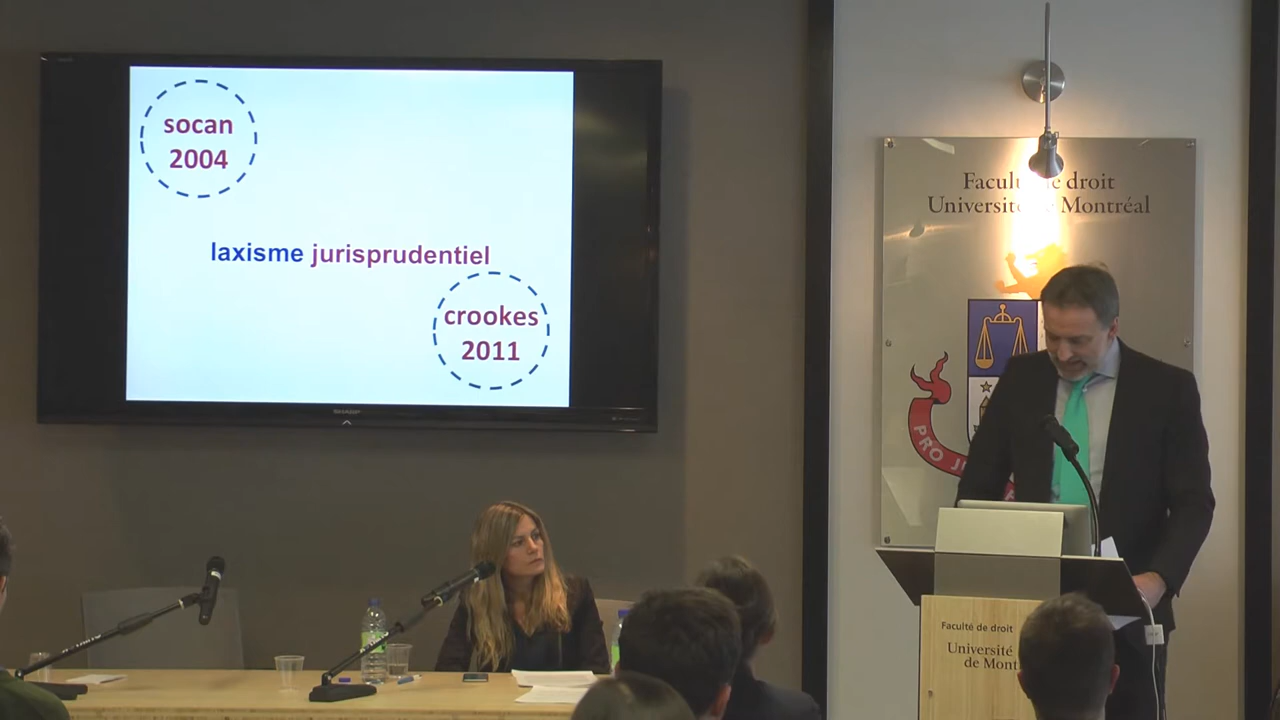 socan
2004
laxisme jurisprudentiel
crookes
2011
SHARP
Faculté de droit
Université de Montréal
PRO
Faculté de droit
Université
de Mont